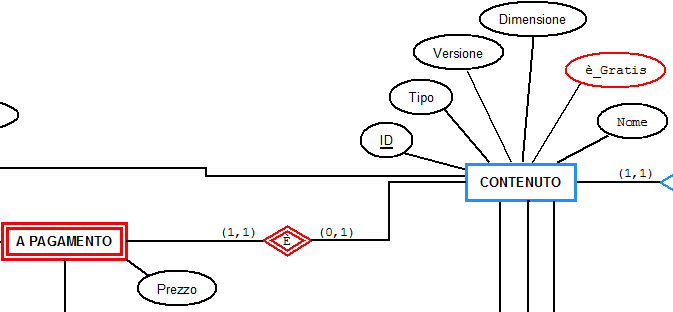 Dimensione
Versione
è_Gratis
Tipo
Nome
ID
CONTENUTO
(1,1)
A PAGAMENTO
(1,1)
È
(0,1)
Prezzo